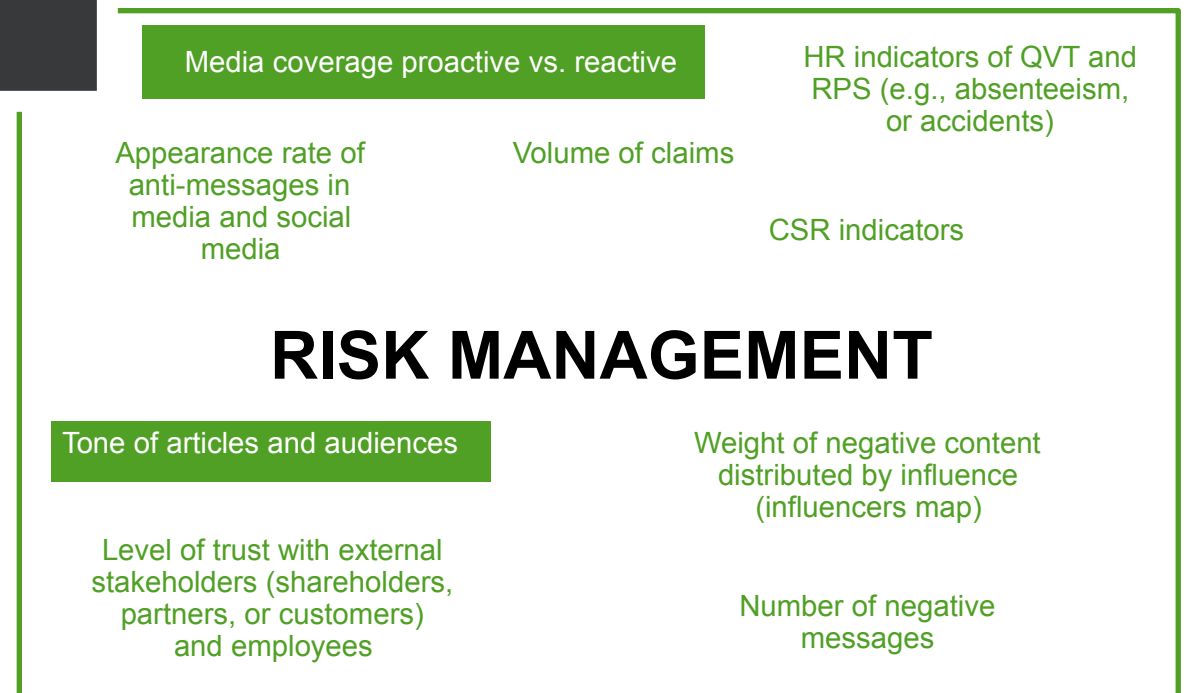 Media coverage proactive vs. reactive
HR indicators of QVT and
RPS (e.g., absenteeism,
or accidents)
Appearance rate of
anti-messages in
media and social
media
Volume of claims
CSR indicators
RISK MANAGEMENT
Tone of articles and audiences
Weight of negative content
distributed by influence
(influencers map)
Level of trust with external
stakeholders (shareholders,
partners, or customers)
and employees
Number of negative
messages